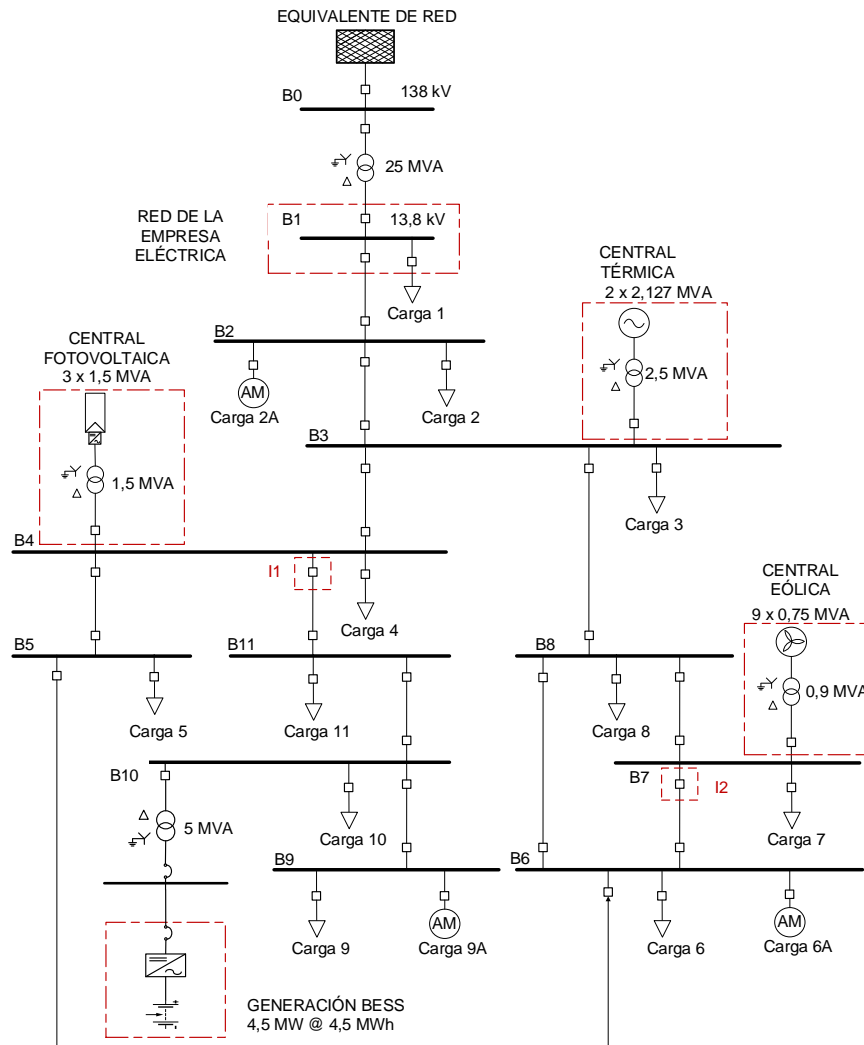 EQUIVALENTE DE RED
B0
138 kV
25 MVA
RED DE LA
EMPRESA
ELÉCTRICA
B1
13,8 kV
Carga 1
CENTRAL
TÉRMICA
2 x 2,127 MVA
2,5 MVA
B2
AM
Carga 2A
Carga 2
CENTRAL
FOTOVOLTAICA
3 x 1,5 MVA
1,5 MVA
B3
Carga 3
B4
I1
Carga 4
CENTRAL
EÓLICA
9 x 0,75 MVA
0,9 MVA
B5
Carga 5
B11
Carga 11
B8
Carga 8
B7
I2
Carga 7
B10
5 MVA
Carga 10
B9
Carga 9
AM
Carga 9A
B6
Carga 6
AM
Carga 6A
GENERACIÓN BESS
4,5 MW @ 4,5 MWh